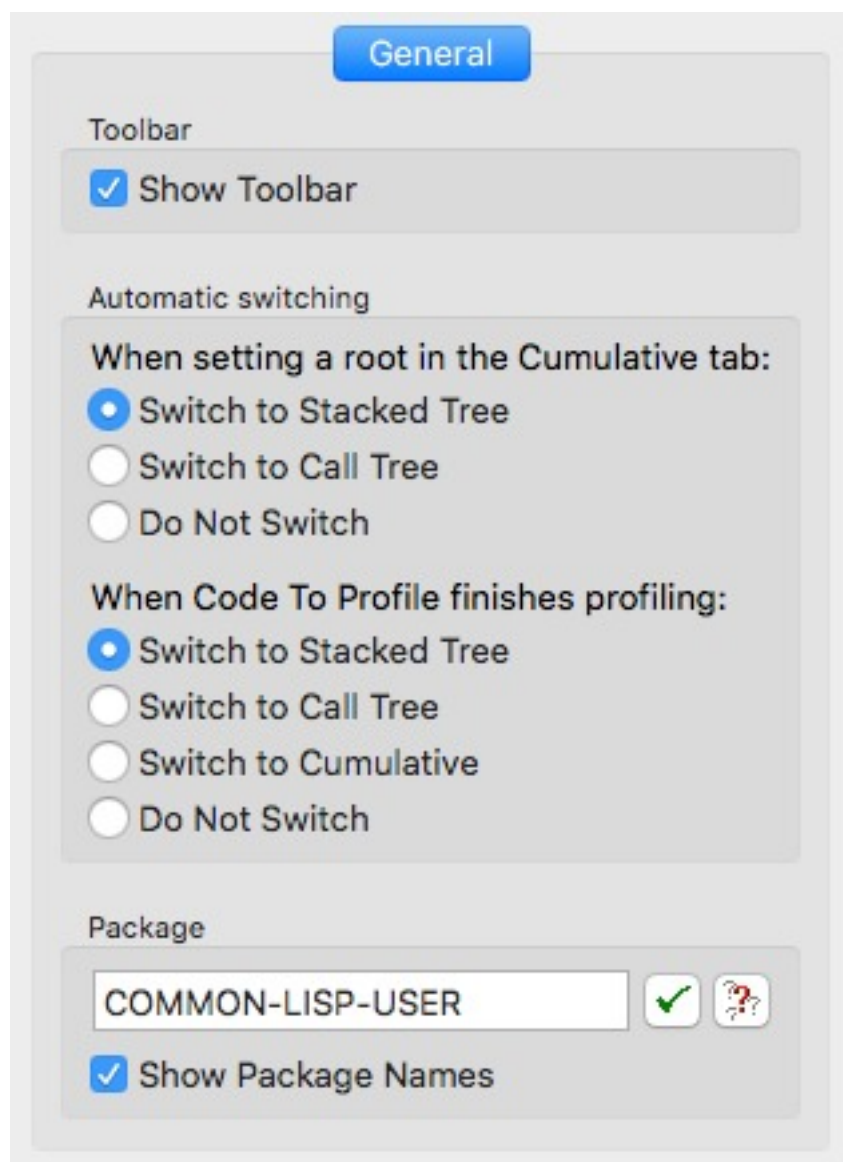 General
Toolbar
Show Toolbar
Automatic switching
When setting a root in the Cumulative tab:
Switch to Stacked Tree
Switch to Call Tree
Do Not Switch
When Code To Profile finishes profiling:
Switch to Stacked Tree
Switch to Call Tree
Switch to Cumulative
Do Not Switch
Package
COMMON-LISP-USER
Show Package Names